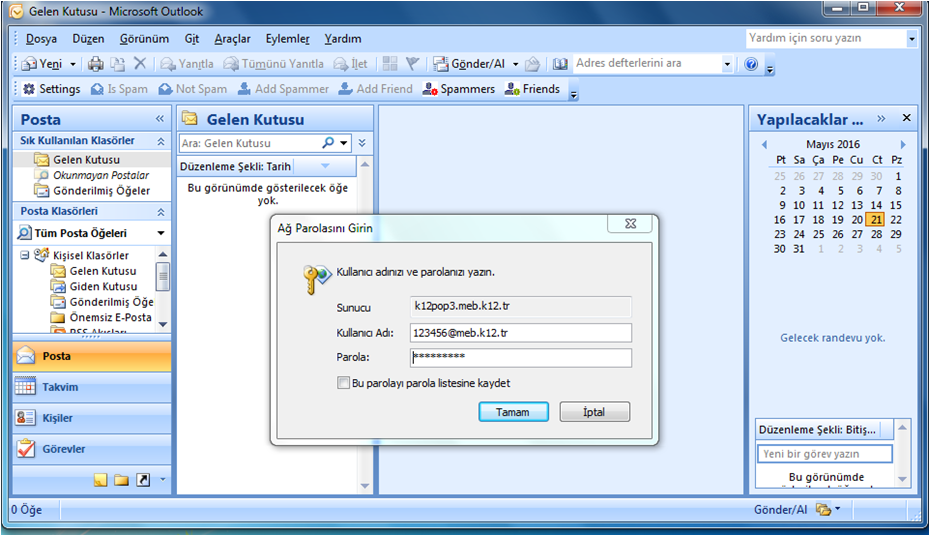 Gelen Kutusu - Microsoft Outlook
Dosya Düzen Görünüm Git Araçlar Eylemler Yardım
Yardım için soru yazın
Yeni Yanıtla Tümünü Yanıtla İlet Gönder/Al Adres defterlerini ara
Settings Is Spam Not Spam Add Spammer Add Friend Spammers Friends
Posta
Sık Kullanılan Klasörler
Gelen Kutusu
Okunmayan Postalar
Gönderilmiş Öğeler
Posta Klasörleri
Tüm Posta Öğeleri
Kişisel Klasörler
Gelen Kutusu
Giden Kutusu
Gönderilmiş Öğe
Önemsiz E-Posta
RSS Akışları
Posta
Takvim
Kişiler
Görevler
Gelen Kutusu
Ara: Gelen Kutusu
Düzenleme Şekli: Tarih
Bu görünümde gösterilecek öğe
yok.
Ağ Parolasını Girin
Kullanıcı adınızı ve parolanızı yazın.
Sunucu k12pop3.meb.k12.tr
Kullanıcı Adı: 123456@meb.k12.tr
Parola: *********
Bu parolayı parola listesine kaydet
Tamam İptal
Yapılacaklar ...
Mayıs 2016
Pt Sa Ça Pe Cu Ct Pz
25 26 27 28 29 30 1
2 3 4 5 6 7 8
9 10 11 12 13 14 15
16 17 18 19 20 21 22
23 24 25 26 27 28 29
30 31 1 2 3 4 5
Gelecek randevu yok.
Düzenleme Şekli: Bitiş...
Yeni bir görev yazın
Bu görünümde
0 Öğe
Gönder/Al